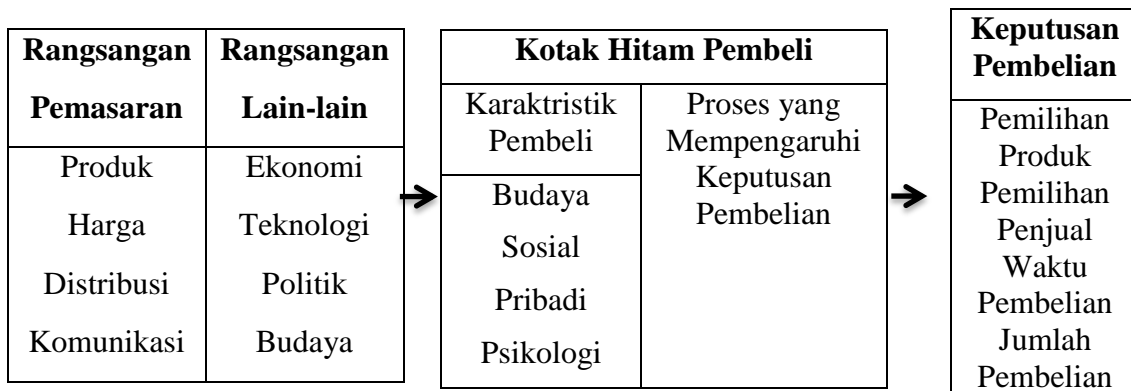 Rangsangan
Pemasaran
Produk
Harga
Distribusi
Komunikasi
Rangsangan
Lain-lain
Ekonomi
Teknologi
Politik
Budaya
Kotak Hitam Pembeli
Karaktristik
Pembeli
Budaya
Sosial
Pribadi
Psikologi
Proses yang
Mempengaruhi
Keputusan
Pembelian
Keputusan
Pembelian
Pemilihan
Produk
Pemilihan
Penjual
Waktu
Pembelian
Jumlah
Pembelian